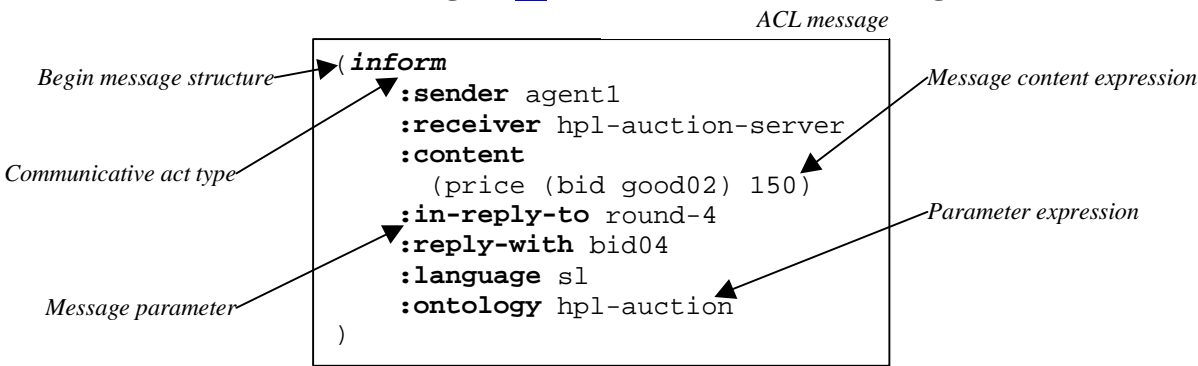 ACL message
Begin message structure
(inform
Message content expression
:sender agent1
:receiver hpl-auction-server
:content
Communicative act type
(price (bid good02) 150)
:in-reply-to round-4
Parameter expression
:reply-with bid04
:language sl
Message parameter
:ontology hpl-auction
)